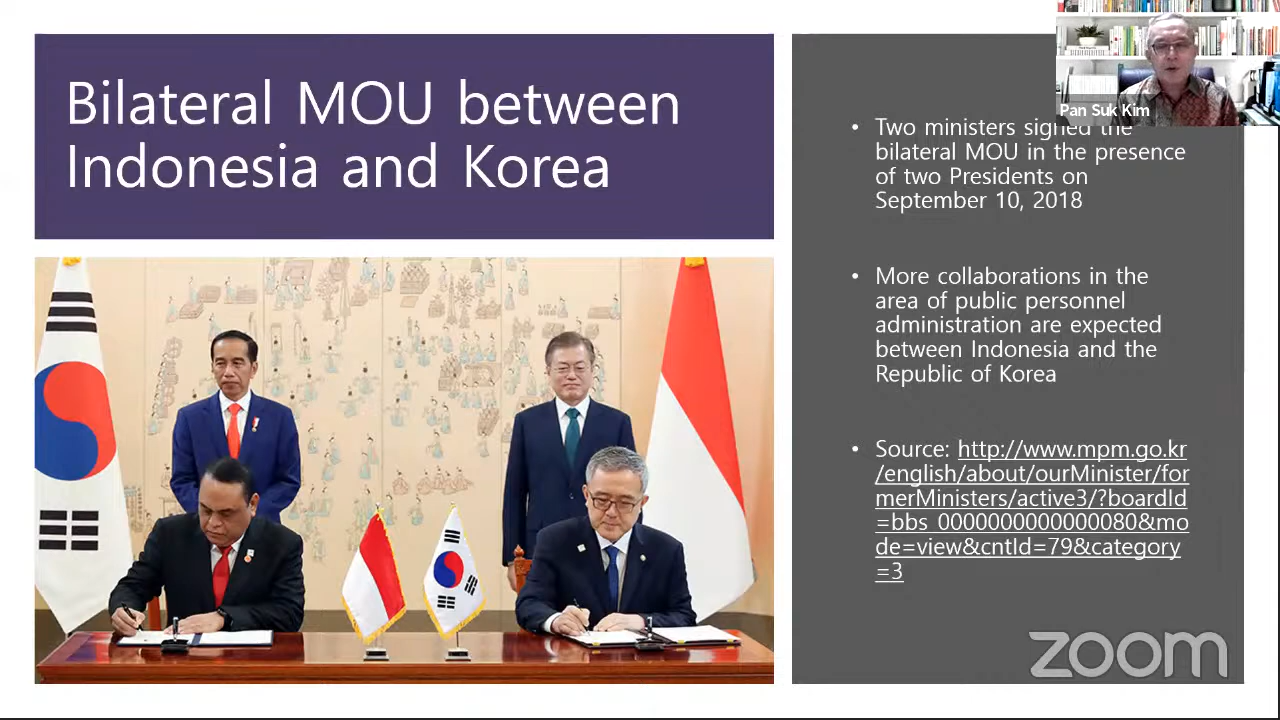 Bilateral MOU between
Indonesia and Korea
Pan Suk Kim
• Two ministers signed the
bilateral MOU in the presence
of two Presidents on
September 10, 2018
• More collaborations in the
area of public personnel
administration are expected
between Indonesia and the
Republic of Korea
• Source: http://www.mpm.go.kr
/english/about/ourMinister/for
merMinisters/active3/?boardId
=bbs_0000000000000080&mo
de=view&cntId=79&category
=3
zoom